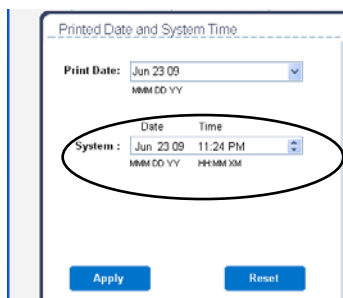 Printed Date and System Time
Print Date: Jun 23 09
MMM DD YY
Date Time
System : Jun 23 09 11:24 PM
MMM DD YY HH:MM XM
Apply Reset